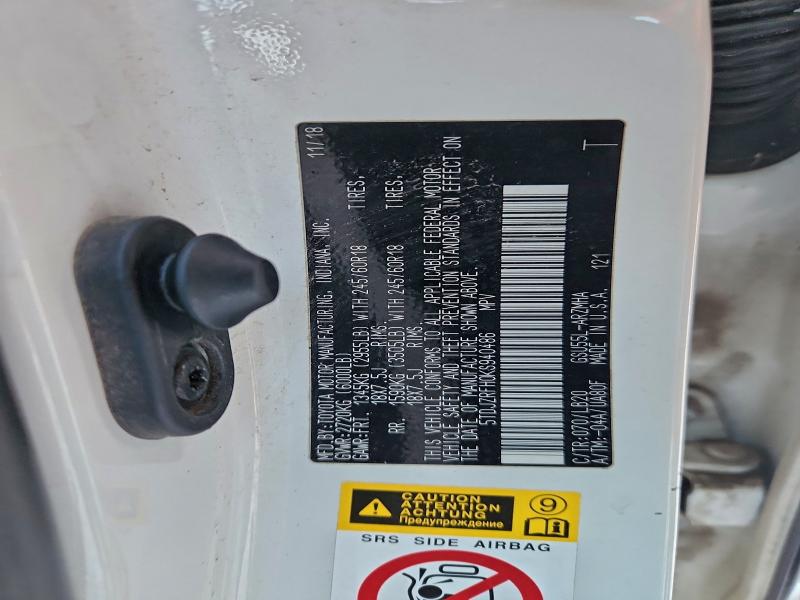 MFD.BY:TOYOTA MOTOR MANUFACTURING, INDIANA, INC. 11/18
GVWR:2720KG (6000LB)
GAWR:FRT. 1345KG (2955LB) WITH 245/60R18 TIRES,
18X7.5J RIMS
RR. 1590KG (3505LB) WITH 245/60R18 TIRES,
18X7.5J RIMS
THIS VEHICLE CONFORMS TO ALL APPLICABLE FEDERAL MOTOR
VEHICLE SAFETY AND THEFT PREVENTION STANDARDS IN EFFECT ON
THE DATE OF MANUFACTURE SHOWN ABOVE.
MPV
C/TR:070/LB20 GSU55L-ARZMHA
A/TM:-04A/UA80F MADE IN U.S.A. 121 T
CAUTION
ATTENTION
ACHTUNG
Предупреждение
9
SRS SIDE AIRBAG